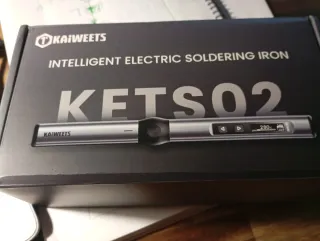 KAIWEETS
INTELLIGENT ELECTRIC SOLDERING IRON
KETS02
KAIWEETS